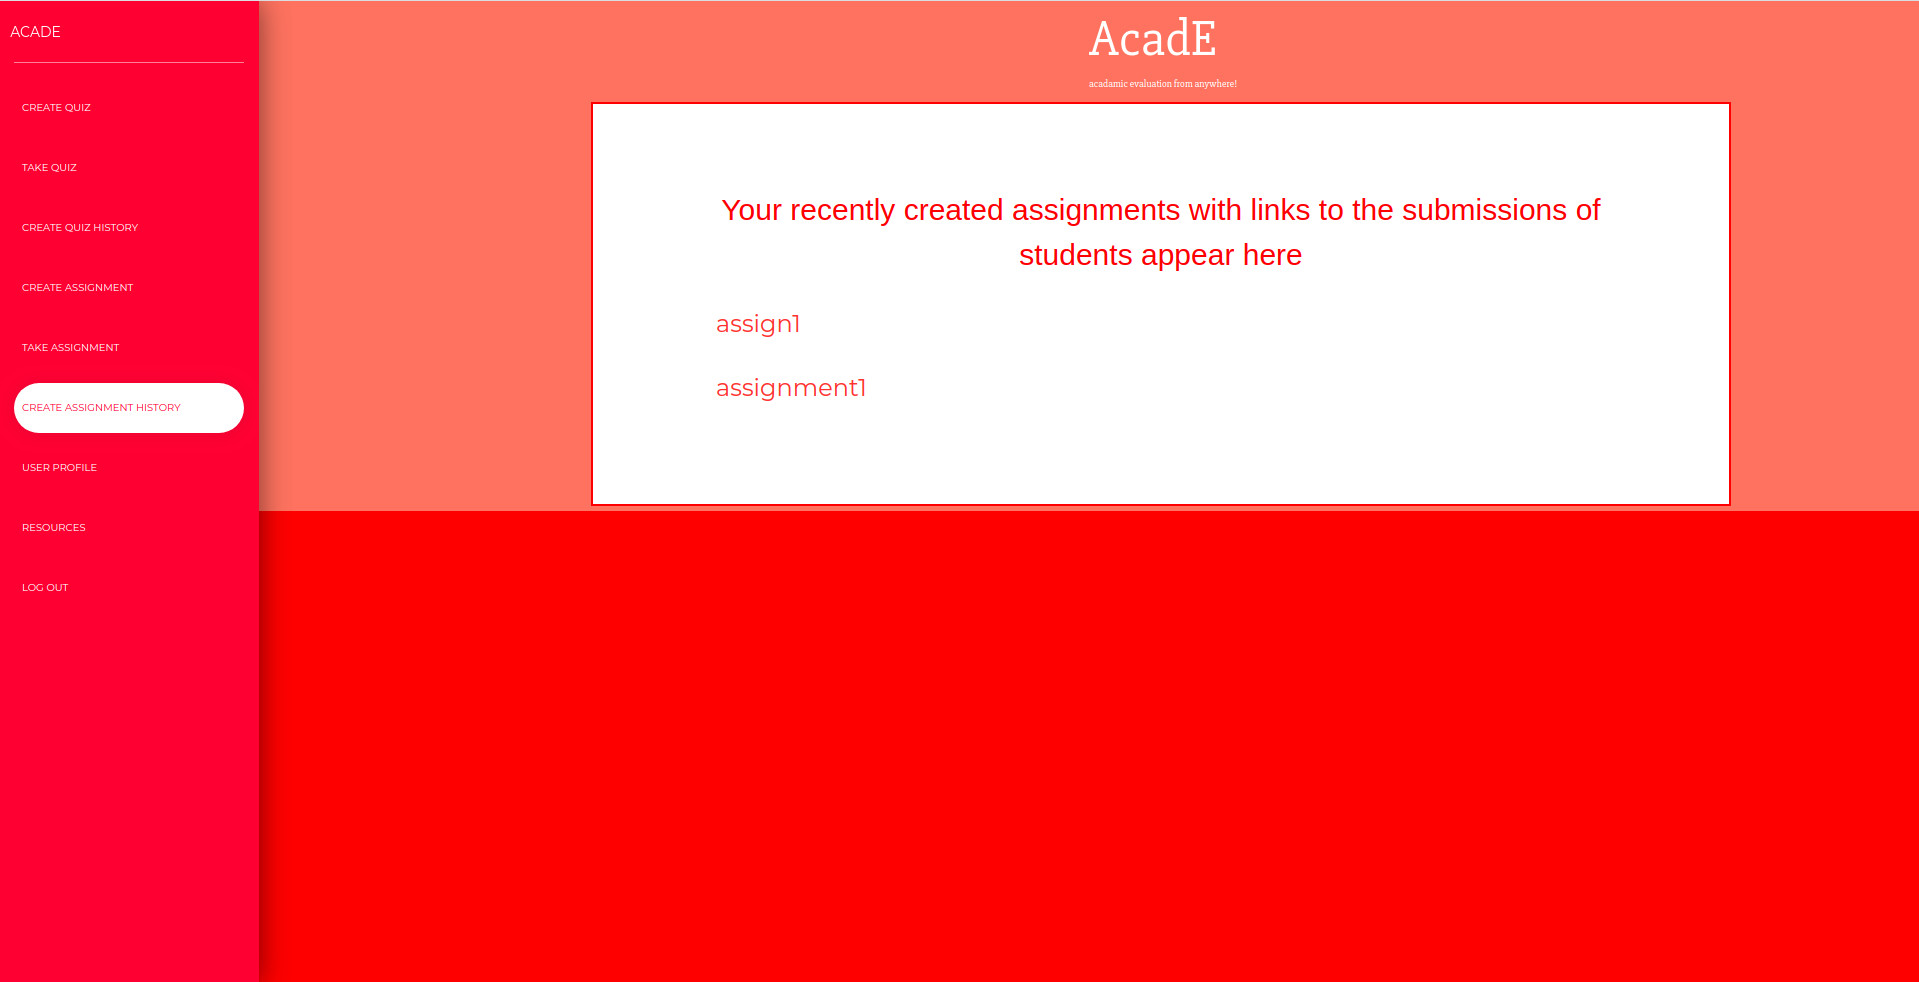 ACADE
CREATE QUIZ
TAKE QUIZ
CREATE QUIZ HISTORY
CREATE ASSIGNMENT
TAKE ASSIGNMENT
CREATE ASSIGNMENT HISTORY
USER PROFILE
RESOURCES
LOG OUT
AcadE
acadamic evaluation from anywhere!
Your recently created assignments with links to the submissions of
students appear here
assign1
assignment1